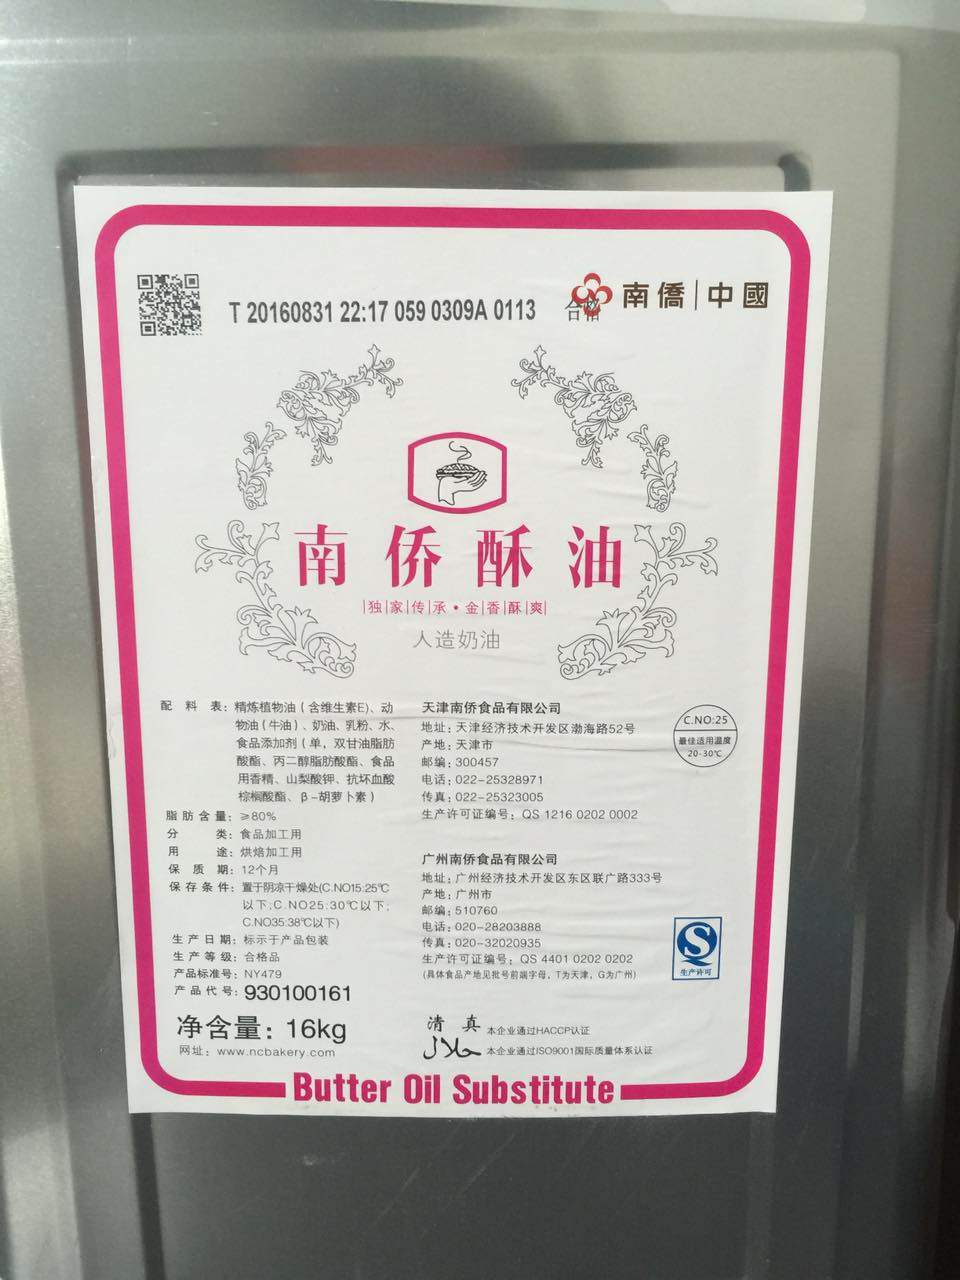 T 20160831 22:17 059 0309A 0113
合格
南僑|中國
南侨酥油
|独|家|传|承·金|香|酥|爽|
人造奶油
配料表：精炼植物油（含维生素E）、动
物油（牛油）、奶油、乳粉、水、
食品添加剂（单，双甘油脂肪
酸酯、丙二醇脂肪酸酯、食品
用香精、山梨酸钾、抗坏血酸
棕榈酸酯、β-胡萝卜素）
脂肪含量：≥80%
分类：食品加工用
用途：烘焙加工用
保质期：12个月
保存条件：置于阴凉干燥处(C.NO15:25℃
以下;C.NO25:30℃以下;
C.NO35:38℃以下)
生产日期：标示于产品包装
生产等级：合格品
产品标准号：NY479
产品代号：930100161
净含量：16kg
网址：www.ncbakery.com
天津南侨食品有限公司
地址：天津经济技术开发区渤海路52号
产地：天津市
邮编：300457
电话：022-25328971
传真：022-25323005
生产许可证编号：QS 1216 0202 0002
C.NO:25
最佳适用温度
20-30℃
广州南侨食品有限公司
地址：广州经济技术开发区东区联广路333号
产地：广州市
邮编：510760
电话：020-28203888
传真：020-32020935
生产许可证编号：QS 4401 0202 0202
(具体食品产地见批号前端字母，T为天津，G为广州)
QS
生产许可
清真 本企业通过HACCP认证
حلال 本企业通过ISO9001国际质量体系认证
Butter Oil Substitute